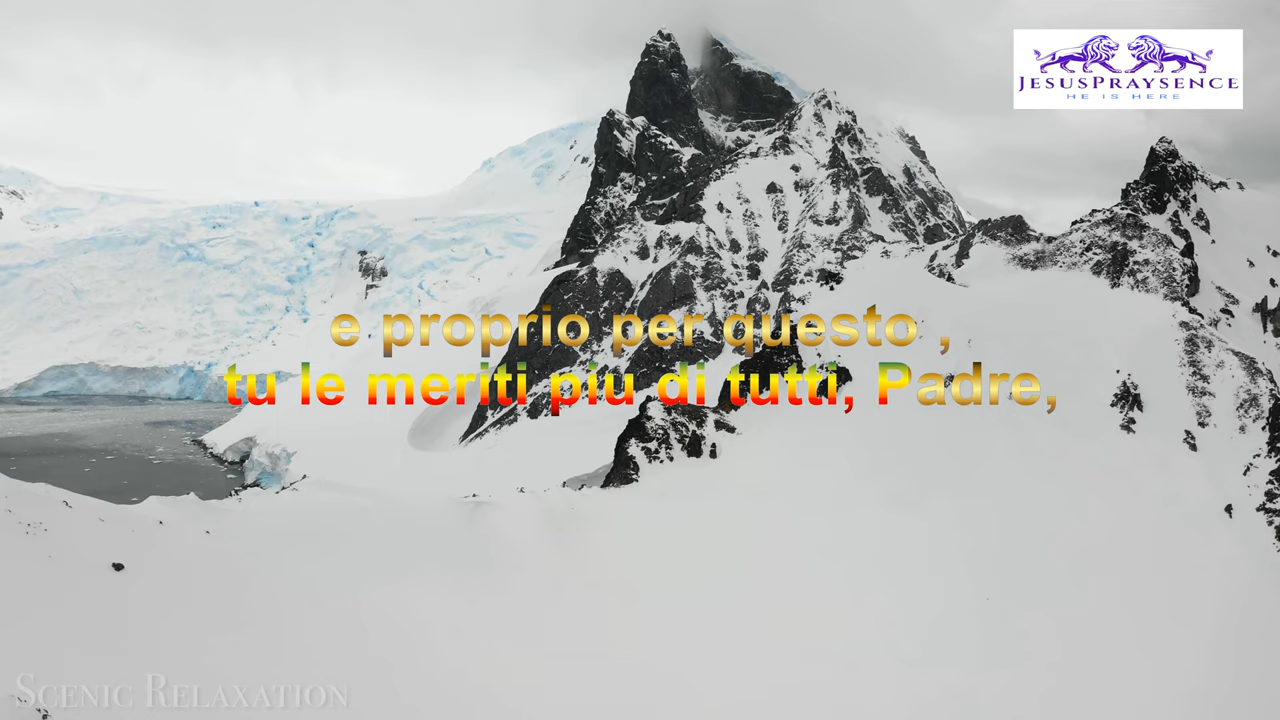 JESUSPRAYSENCE
HE IS HERE
e proprio per questo ,
tu le meriti piu di tutti, Padre,
SCENIC RELAXATION